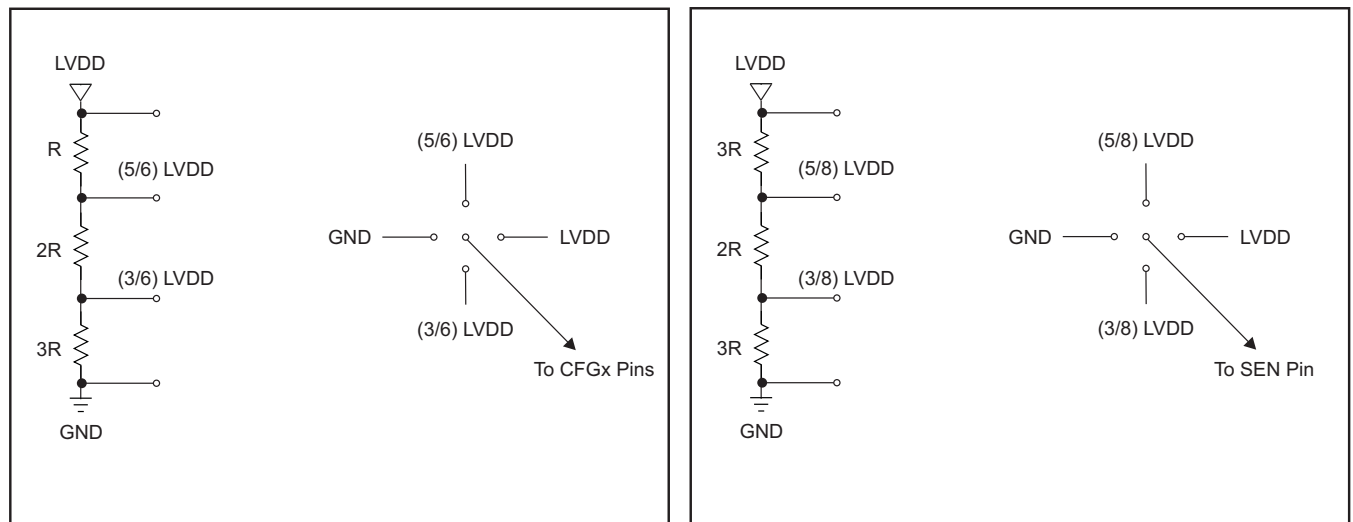 LVDD
R
(5/6) LVDD
2R
(3/6) LVDD
3R
GND
(5/6) LVDD
GND
LVDD
(3/6) LVDD
To CFGx Pins
LVDD
3R
(5/8) LVDD
2R
(3/8) LVDD
3R
GND
(5/8) LVDD
GND
LVDD
(3/8) LVDD
To SEN Pin